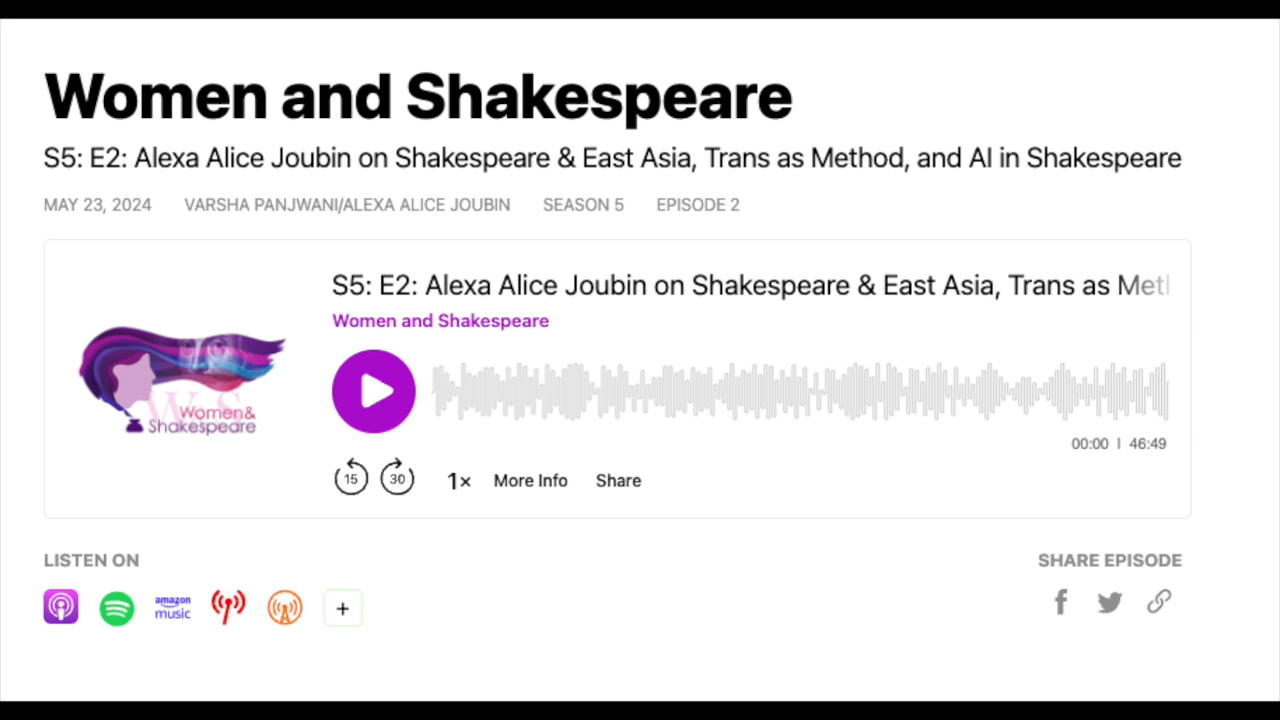 Women and Shakespeare
S5: E2: Alexa Alice Joubin on Shakespeare & East Asia, Trans as Method, and AI in Shakespeare
MAY 23, 2024 VARSHA PANJWANI/ALEXA ALICE JOUBIN SEASON 5 EPISODE 2
S5: E2: Alexa Alice Joubin on Shakespeare & East Asia, Trans as Met
Women and Shakespeare
W S
Women&
Shakespeare
00:00 | 46:49
15 30 1× More Info Share
LISTEN ON SHARE EPISODE
amazon
music
+